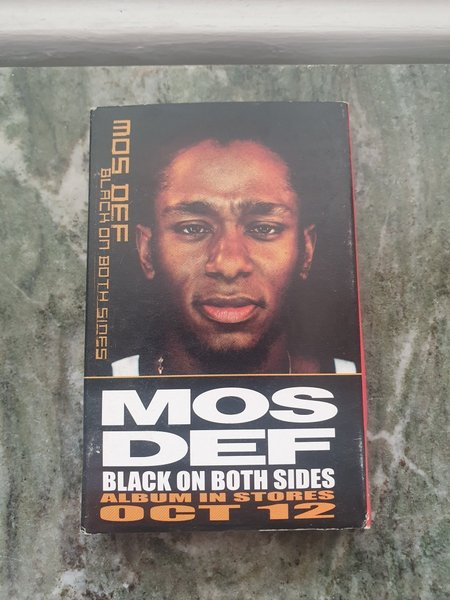 MOS DEF
BLACK ON BOTH SIDES
MOS
DEF
BLACK ON BOTH SIDES
ALBUM IN STORES
OCT 12